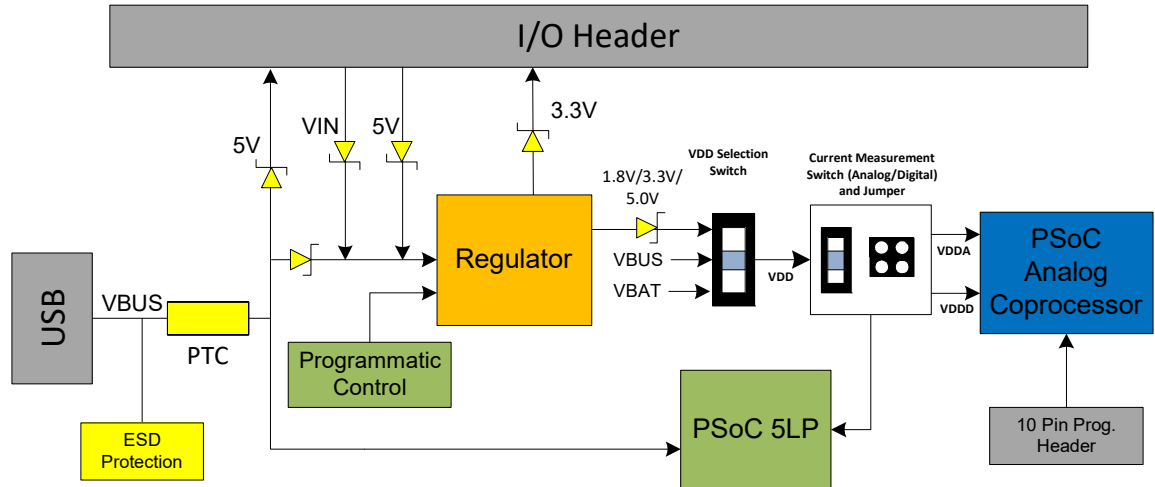 I/O Header
5V
VIN
5V
3.3V
VDD Selection
Switch
Current Measurement
Switch (Analog/Digital)
and Jumper
1.8V/3.3V/
5.0V
Regulator
VBUS
VBAT
VDD
VDDA
VDDD
PSoC
Analog
Coprocessor
USB
VBUS
PTC
Programmatic
Control
ESD
Protection
PSoC 5LP
10 Pin Prog.
Header